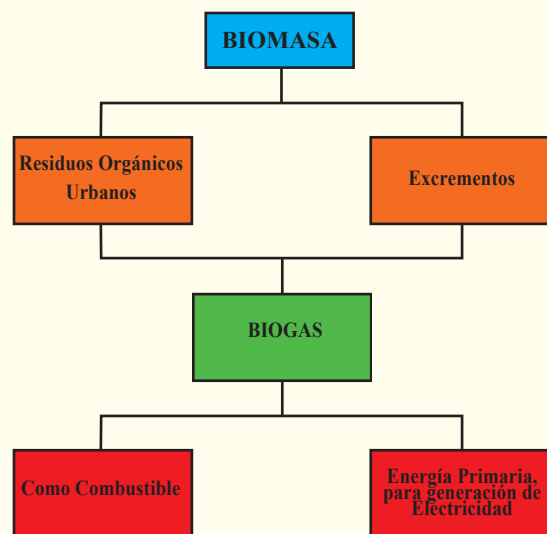 BIOMASA
Residuos Orgánicos
Urbanos
Excrementos
BIOGAS
Como Combustible
Energía Primaria,
para generación de
Electricidad